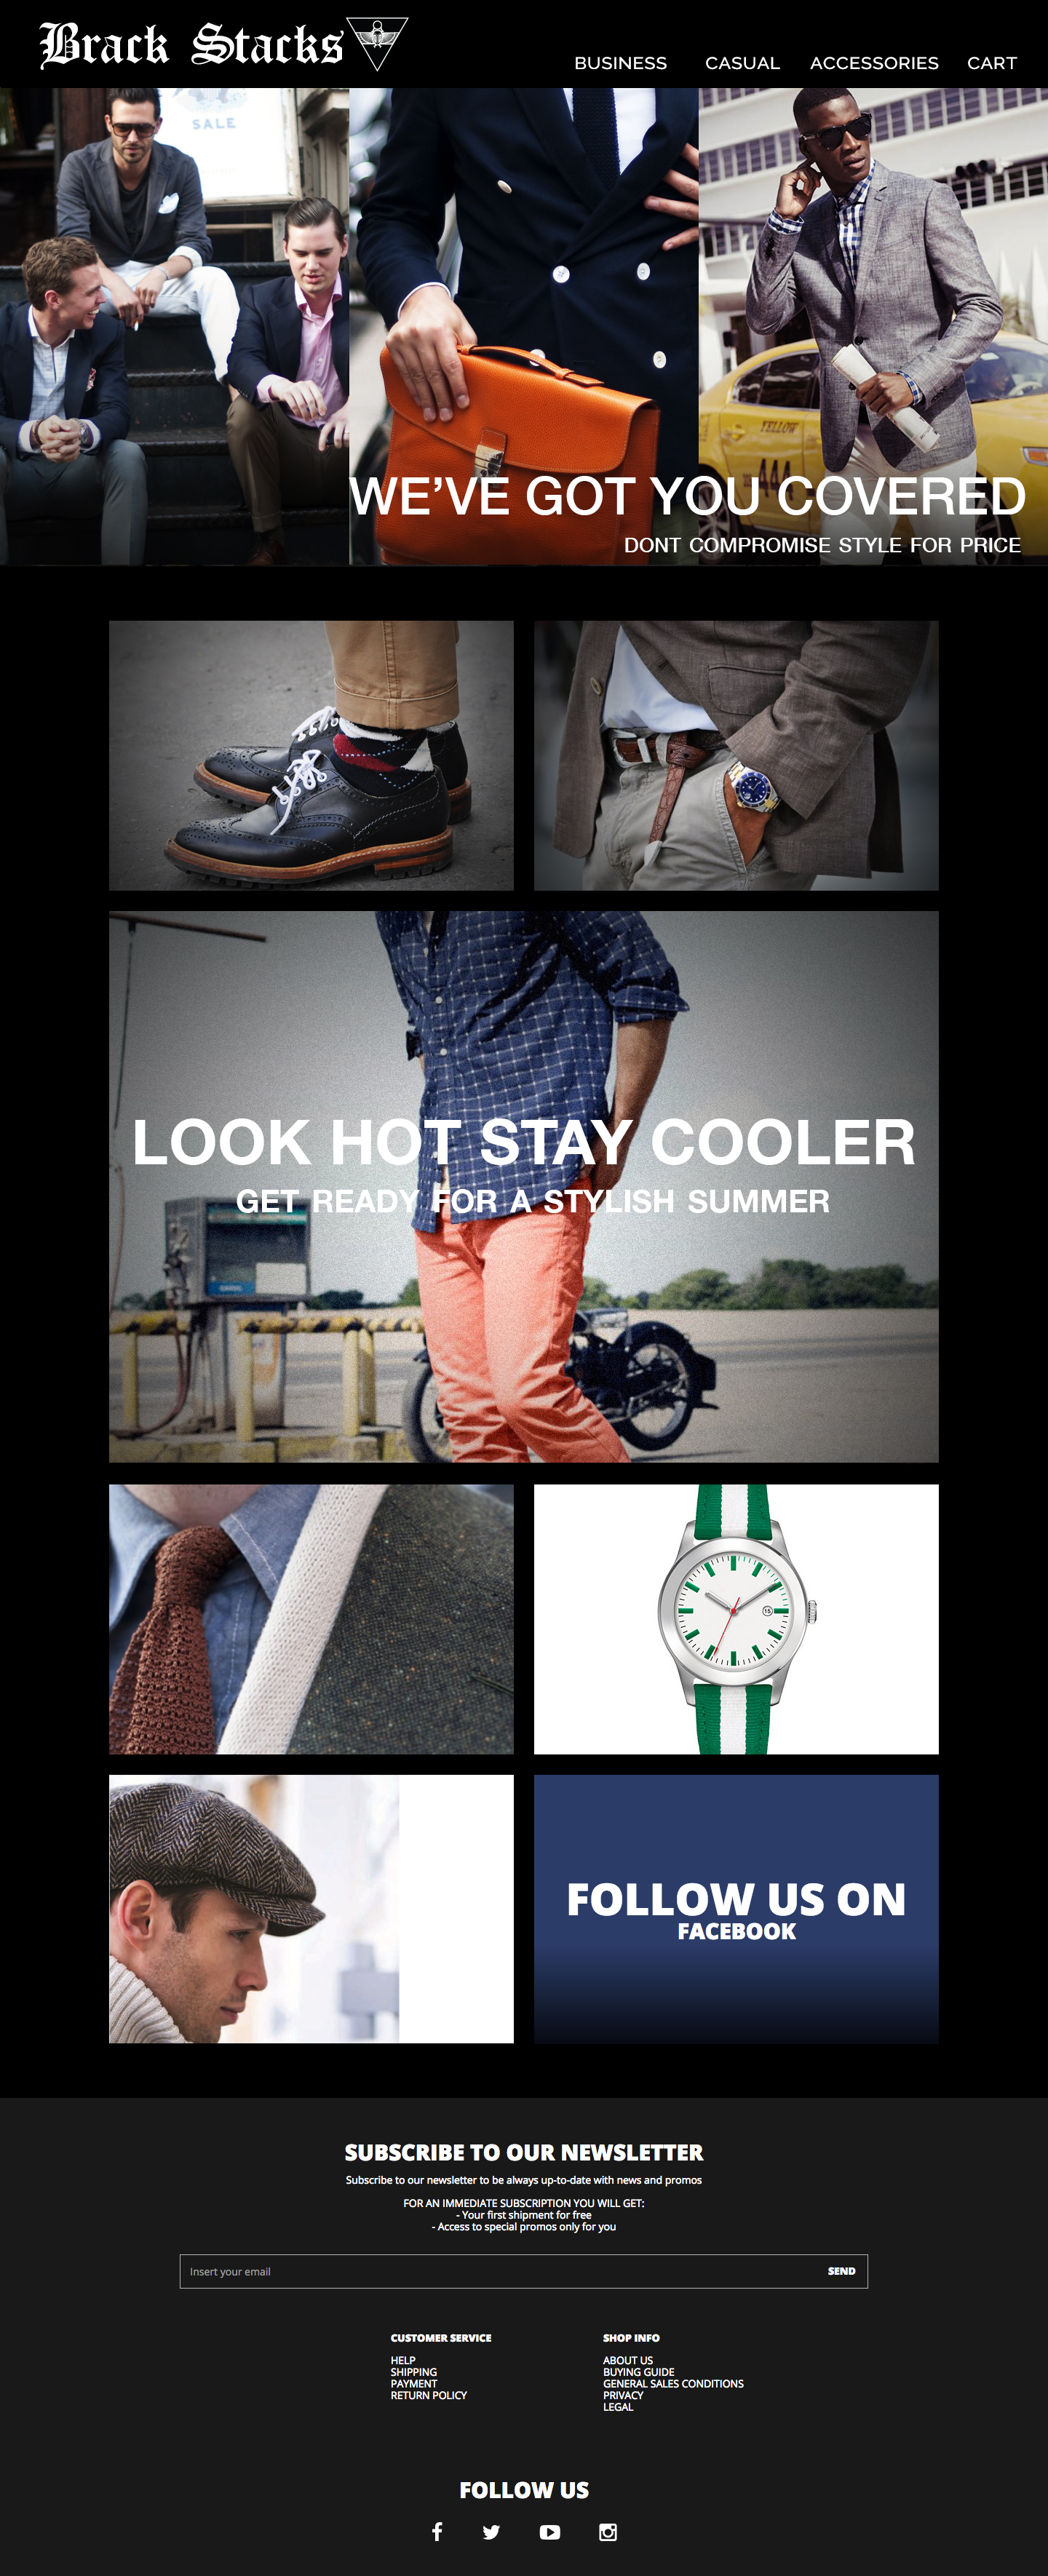 Brack Stacks
BUSINESS CASUAL ACCESSORIES CART
SALE
YELLOW
WE'VE GOT YOU COVERED
DONT COMPROMISE STYLE FOR PRICE
LOOK HOT STAY COOLER
GET READY FOR A STYLISH SUMMER
15
FOLLOW US ON
FACEBOOK
SUBSCRIBE TO OUR NEWSLETTER
Subscribe to our newsletter to be always up-to-date with news and promos
FOR AN IMMEDIATE SUBSCRIPTION YOU WILL GET:
- Your first shipment for free
- Access to special promos only for you
Insert your email SEND
CUSTOMER SERVICE
HELP
SHIPPING
PAYMENT
RETURN POLICY
SHOP INFO
ABOUT US
BUYING GUIDE
GENERAL SALES CONDITIONS
PRIVACY
LEGAL
FOLLOW US